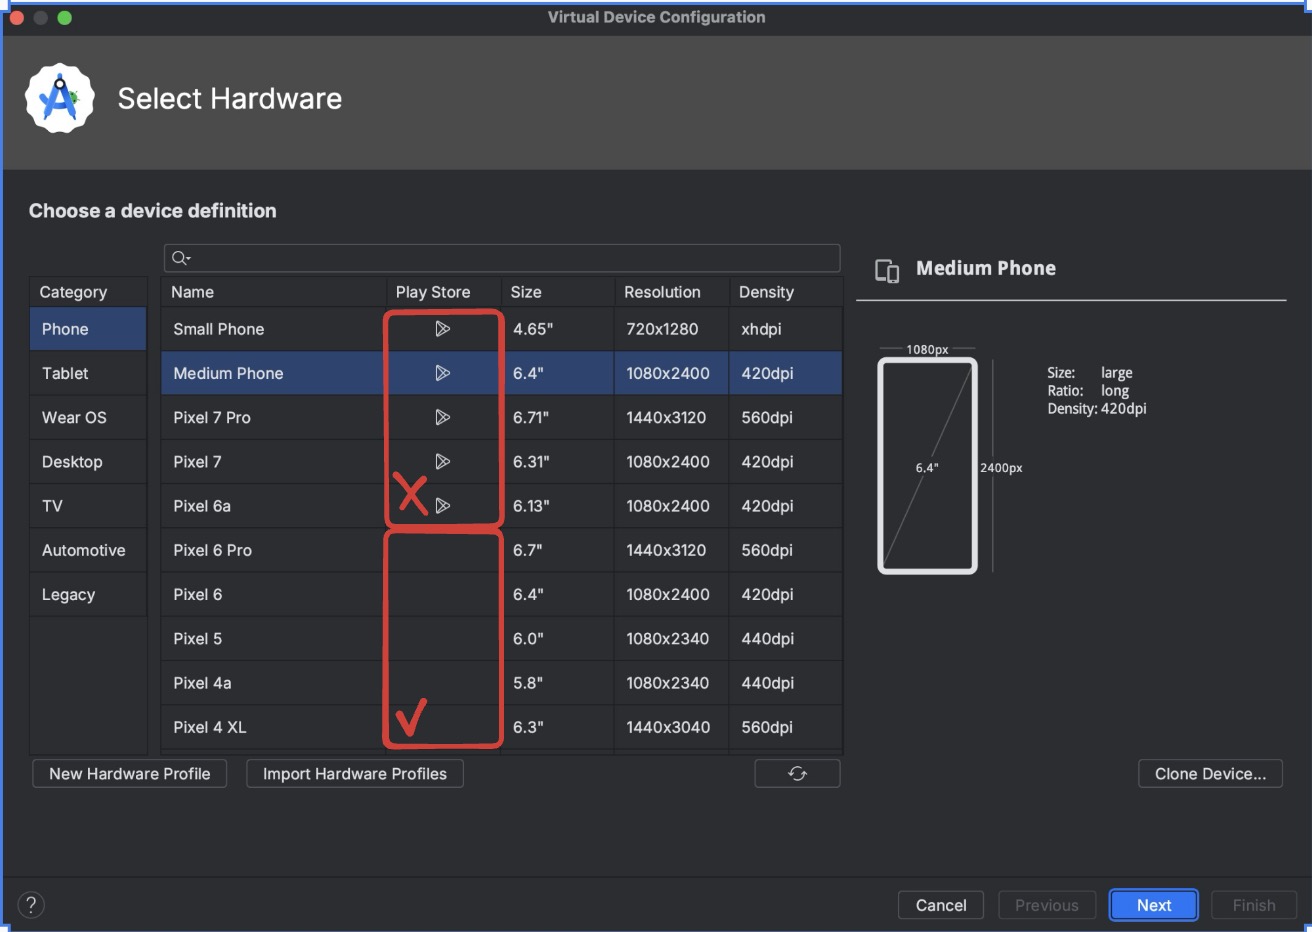 Virtual Device Configuration
Select Hardware
Choose a device definition
Category
Phone
Tablet
Wear OS
Desktop
TV
Automotive
Legacy
Name Play Store Size Resolution Density
Small Phone 4.65" 720x1280 xhdpi
Medium Phone 6.4" 1080x2400 420dpi
Pixel 7 Pro 6.71" 1440x3120 560dpi
Pixel 7 6.31" 1080x2400 420dpi
Pixel 6a 6.13" 1080x2400 420dpi
Pixel 6 Pro 6.7" 1440x3120 560dpi
Pixel 6 6.4" 1080x2400 420dpi
Pixel 5 6.0" 1080x2340 440dpi
Pixel 4a 5.8" 1080x2340 440dpi
Pixel 4 XL 6.3" 1440x3040 560dpi
Medium Phone
1080px
6.4"
2400px
Size: large
Ratio: long
Density: 420dpi
New Hardware Profile
Import Hardware Profiles
Clone Device...
?
Cancel
Previous
Next
Finish